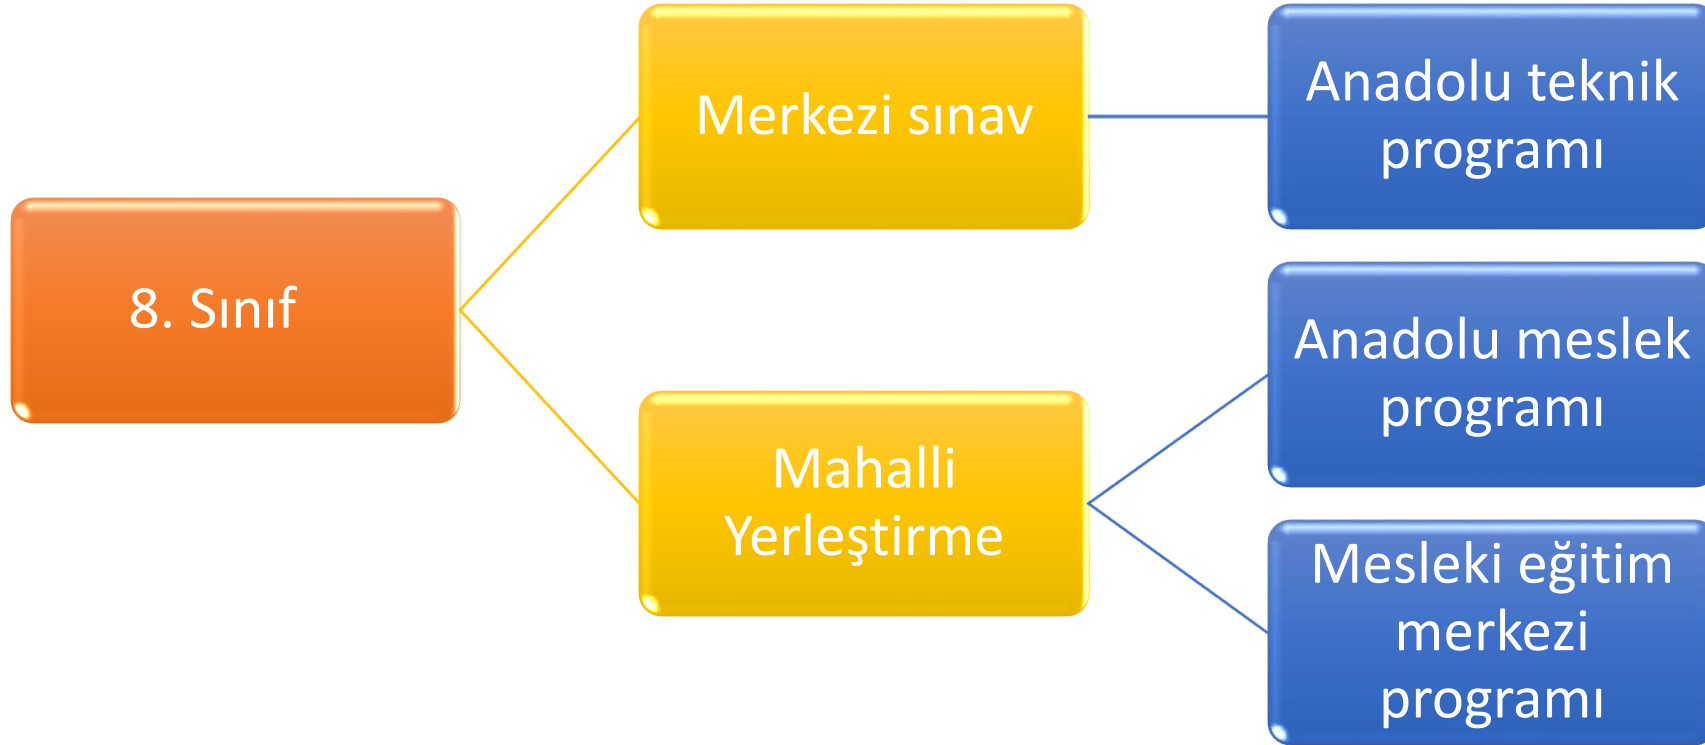 8. Sınıf
Merkezi sınav
Mahalli
Yerleştirme
Anadolu teknik
programı
Anadolu meslek
programı
Mesleki eğitim
merkezi
programı